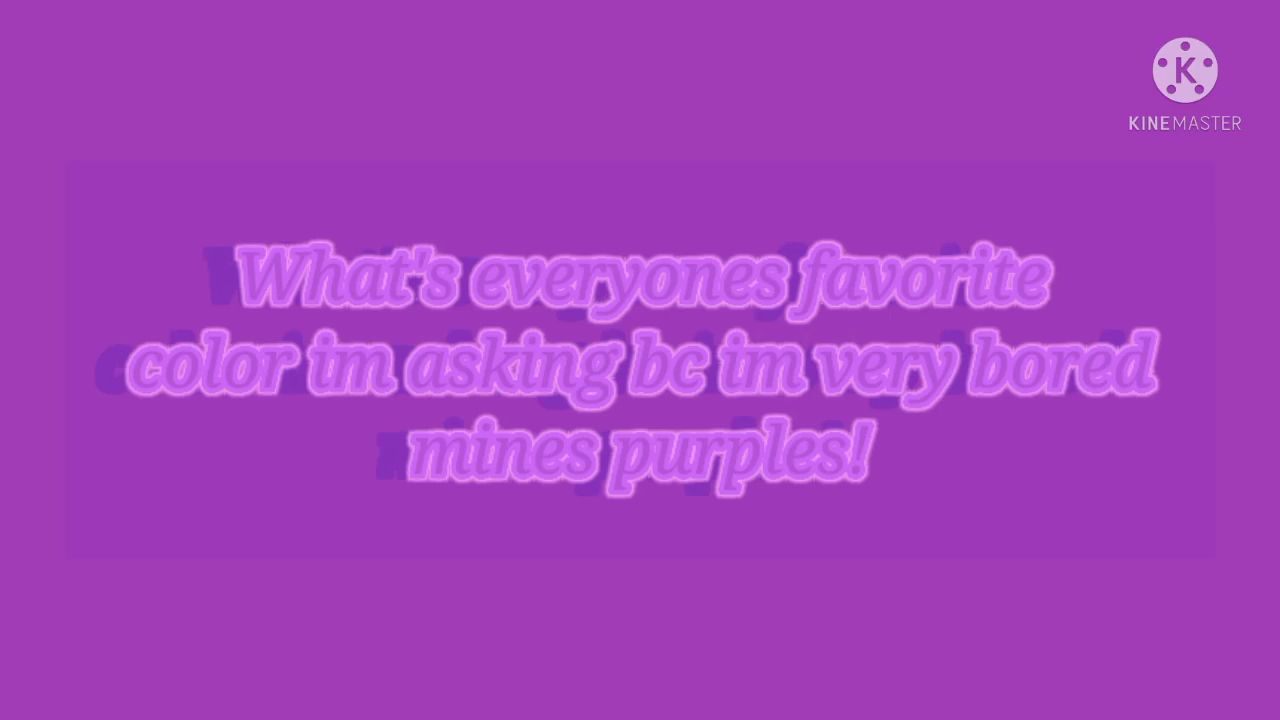 K
KINEMASTER
What's everyones favorite
color im asking bc im very bored
mines purples!